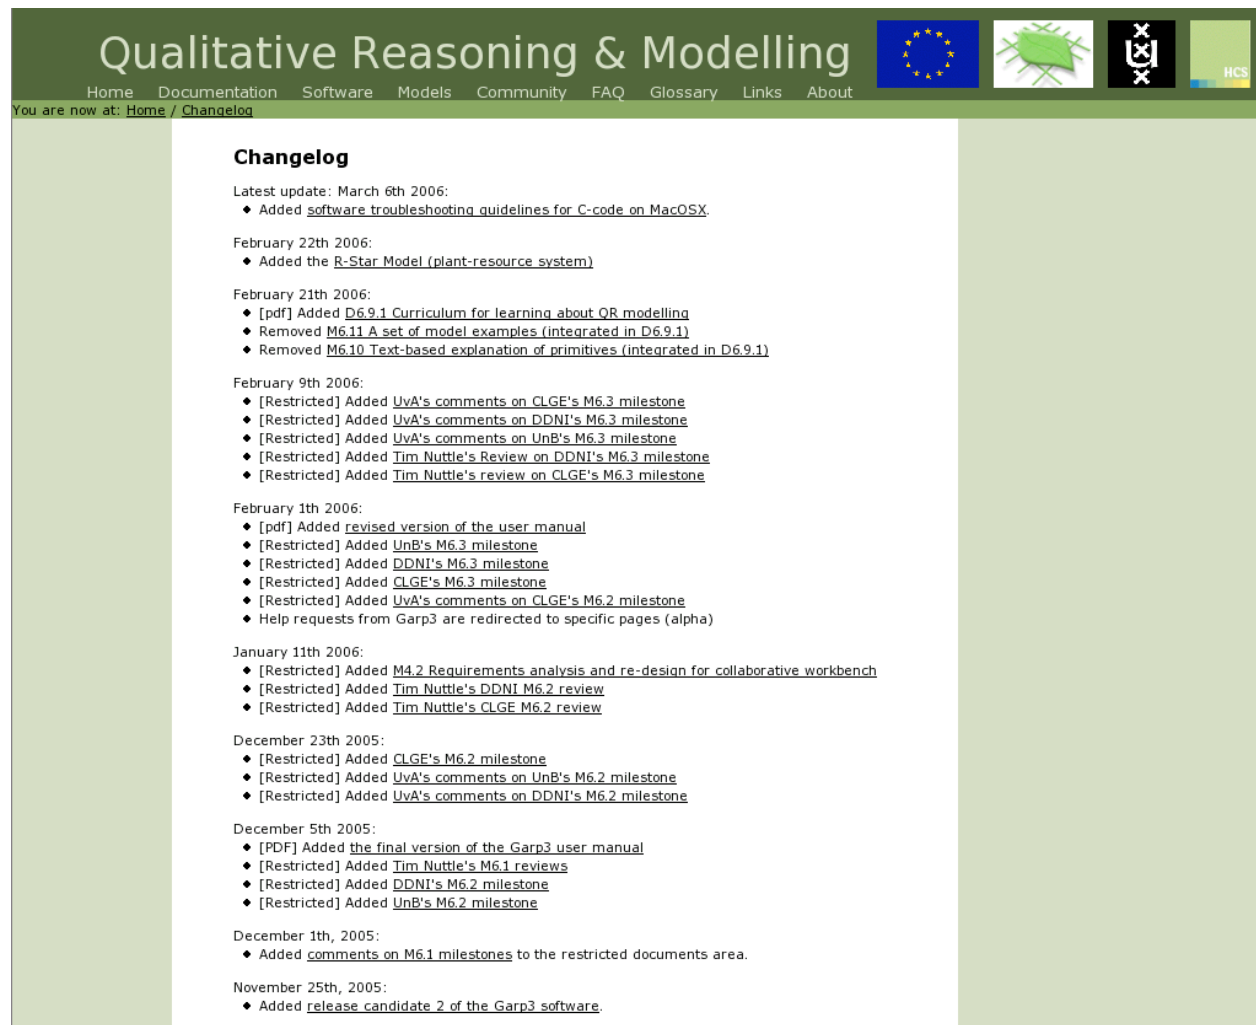 Qualitative Reasoning & Modelling
HCS
Home Documentation Software Models Community FAQ Glossary Links About
You are now at: Home / Changelog
Changelog
Latest update: March 6th 2006:
◆ Added software troubleshooting guidelines for C-code on MacOSX.
February 22th 2006:
◆ Added the R-Star Model (plant-resource system)
February 21th 2006:
◆ [pdf] Added D6.9.1 Curriculum for learning about QR modelling
◆ Removed M6.11 A set of model examples (integrated in D6.9.1)
◆ Removed M6.10 Text-based explanation of primitives (integrated in D6.9.1)
February 9th 2006:
◆ [Restricted] Added UvA's comments on CLGE's M6.3 milestone
◆ [Restricted] Added UvA's comments on DDNI's M6.3 milestone
◆ [Restricted] Added UvA's comments on UnB's M6.3 milestone
◆ [Restricted] Added Tim Nuttle's Review on DDNI's M6.3 milestone
◆ [Restricted] Added Tim Nuttle's review on CLGE's M6.3 milestone
February 1th 2006:
◆ [pdf] Added revised version of the user manual
◆ [Restricted] Added UnB's M6.3 milestone
◆ [Restricted] Added DDNI's M6.3 milestone
◆ [Restricted] Added CLGE's M6.3 milestone
◆ [Restricted] Added UvA's comments on CLGE's M6.2 milestone
◆ Help requests from Garp3 are redirected to specific pages (alpha)
January 11th 2006:
◆ [Restricted] Added M4.2 Requirements analysis and re-design for collaborative workbench
◆ [Restricted] Added Tim Nuttle's DDNI M6.2 review
◆ [Restricted] Added Tim Nuttle's CLGE M6.2 review
December 23th 2005:
◆ [Restricted] Added CLGE's M6.2 milestone
◆ [Restricted] Added UvA's comments on UnB's M6.2 milestone
◆ [Restricted] Added UvA's comments on DDNI's M6.2 milestone
December 5th 2005:
◆ [PDF] Added the final version of the Garp3 user manual
◆ [Restricted] Added Tim Nuttle's M6.1 reviews
◆ [Restricted] Added DDNI's M6.2 milestone
◆ [Restricted] Added UnB's M6.2 milestone
December 1th, 2005:
◆ Added comments on M6.1 milestones to the restricted documents area.
November 25th, 2005:
◆ Added release candidate 2 of the Garp3 software.